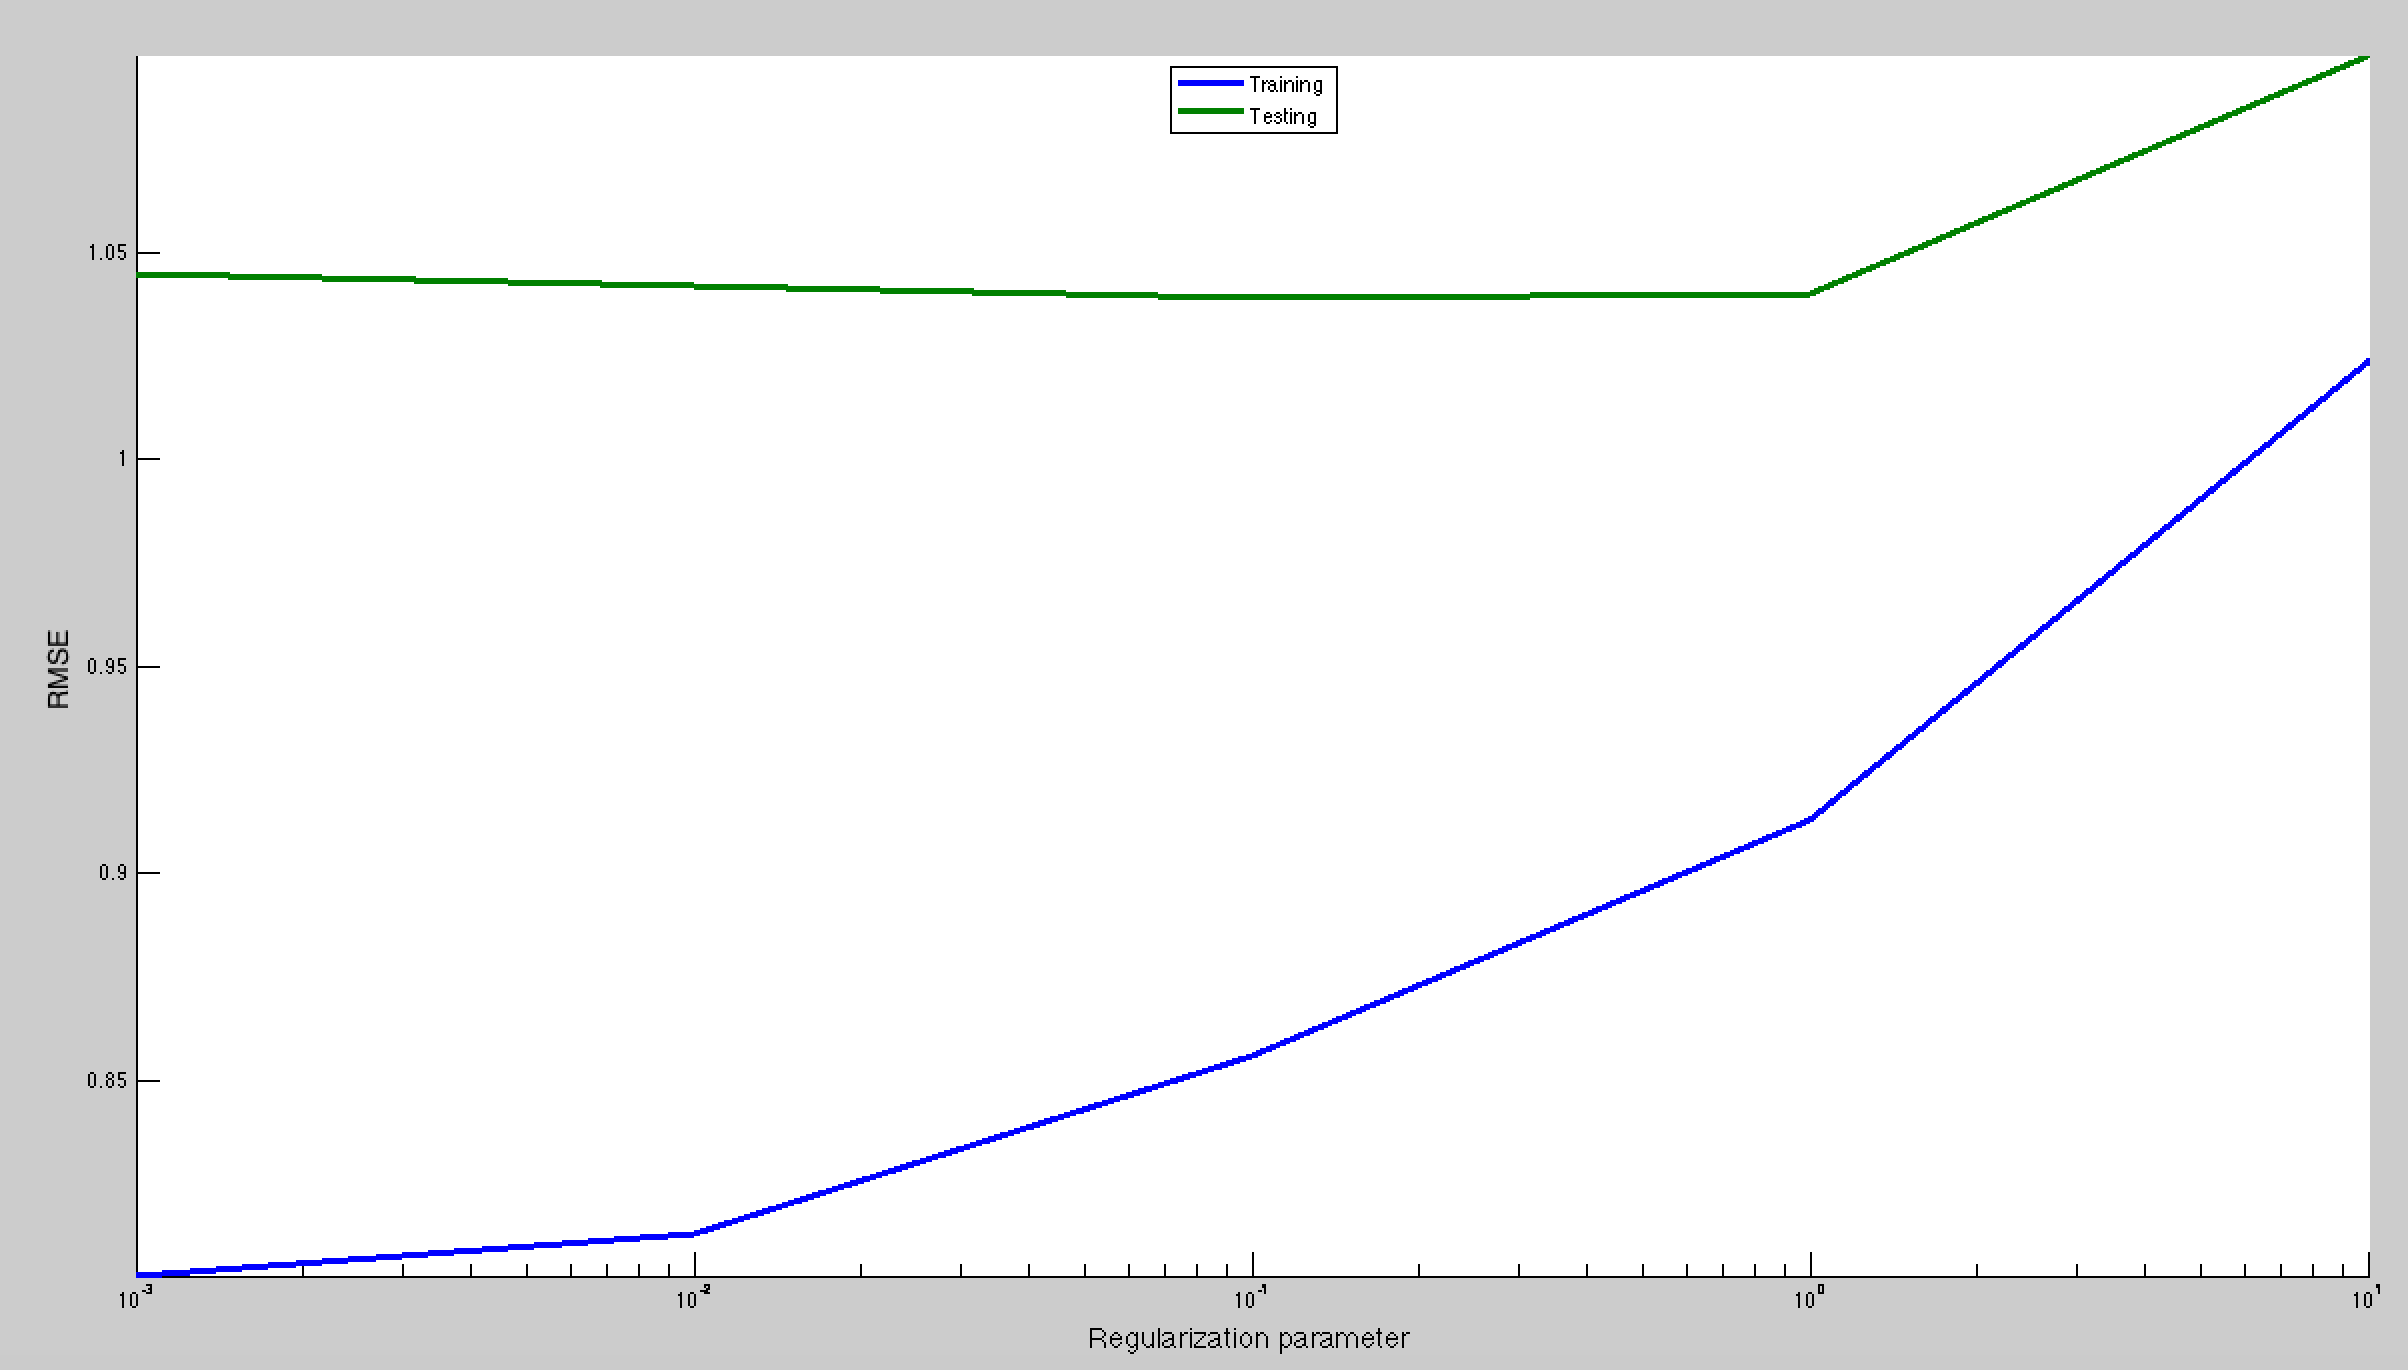 Training
Testing
1.05
1
0.95
0.9
0.85
RMSE
10^-3 10^-2 10^-1 10^0 10^1
Regularization parameter